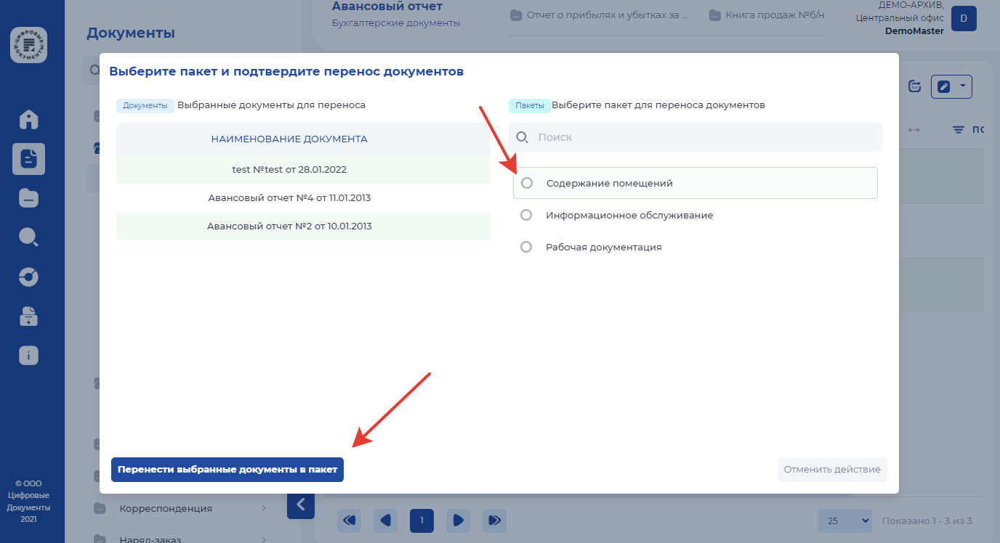 ЦИФРОВЫЕ ДОКУМЕНТЫ
Документы
Авансовый отчет
Бухгалтерские документы
Отчет о прибылях и убытках за ...
Книга продаж №б/н
ДЕМО-АРХИВ,
Центральный офис
DemoMaster
D
Выберите пакет и подтвердите перенос документов
Документы Выбранные документы для переноса
НАИМЕНОВАНИЕ ДОКУМЕНТА
test №test от 28.01.2022
Авансовый отчет №4 от 11.01.2013
Авансовый отчет №2 от 10.01.2013
Пакеты Выберите пакет для переноса документов
Поиск
Содержание помещений
Информационное обслуживание
Рабочая документация
Перенести выбранные документы в пакет
Отменить действие
Корреспонденция
Наряд-заказ
1
25
Показано 1 - 3 из 3
© ООО
Цифровые
Документы
2021